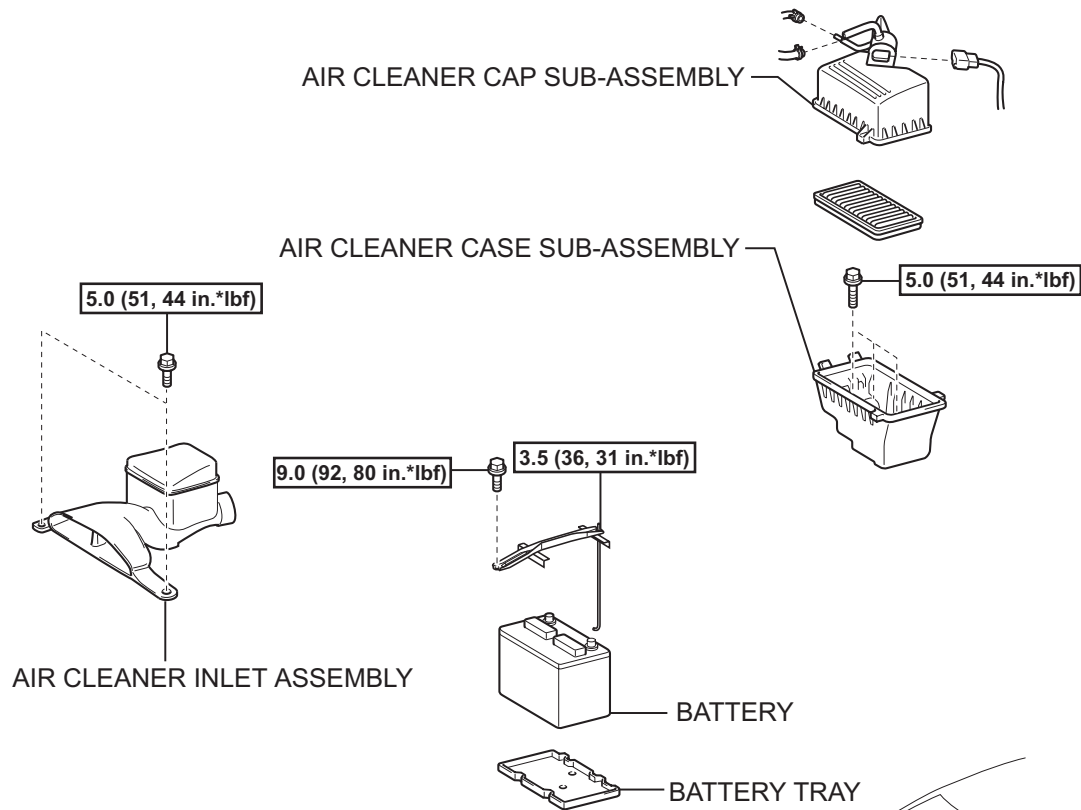 AIR CLEANER CAP SUB-ASSEMBLY
AIR CLEANER CASE SUB-ASSEMBLY
5.0 (51, 44 in.*lbf)
5.0 (51, 44 in.*lbf)
9.0 (92, 80 in.*lbf)
3.5 (36, 31 in.*lbf)
AIR CLEANER INLET ASSEMBLY
BATTERY
BATTERY TRAY